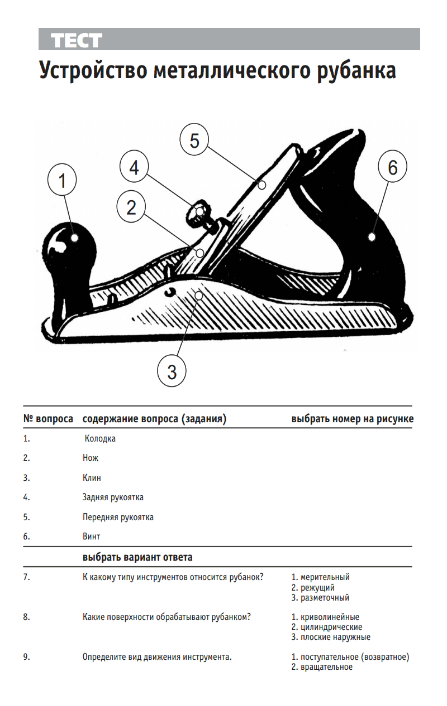 ТЕСТ
Устройство металлического рубанка
5
4
1
6
2
3
№ вопроса содержание вопроса (задания) выбрать номер на рисунке
1. Колодка
2. Нож
3. Клин
4. Задняя рукоятка
5. Передняя рукоятка
6. Винт
выбрать вариант ответа
7. К какому типу инструментов относится рубанок? 1. мерительный
2. режущий
3. разметочный
8. Какие поверхности обрабатывают рубанком? 1. криволинейные
2. цилиндрические
3. плоские наружные
9. Определите вид движения инструмента. 1. поступательное (возвратное)
2. вращательное